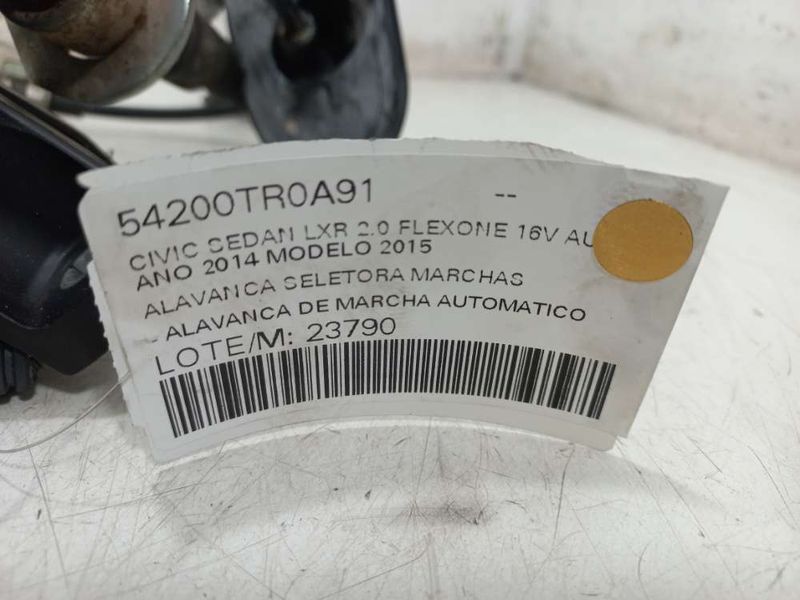 54200TR0A91 --
CIVIC SEDAN LXR 2.0 FLEXONE 16V AU
ANO 2014 MODELO 2015
ALAVANCA SELETORA MARCHAS
- ALAVANCA DE MARCHA AUTOMATICO
LOTE/M: 23790